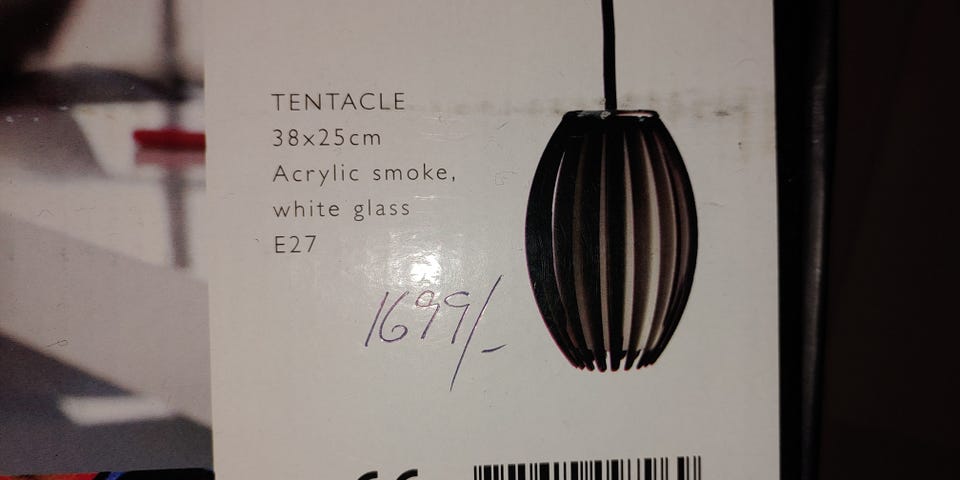 TENTACLE
38x25cm
Acrylic smoke,
white glass
E27
1699/-